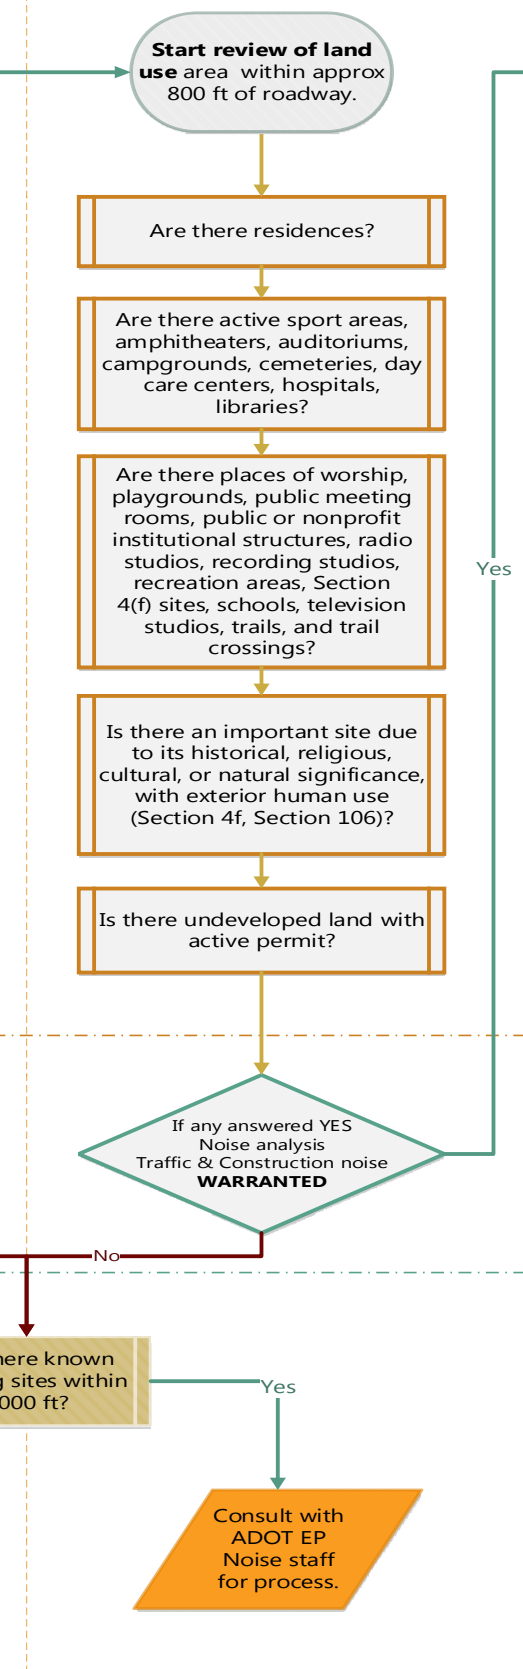 Start review of land
use area within approx
800 ft of roadway.
Are there residences?
Are there active sport areas,
amphitheaters, auditoriums,
campgrounds, cemeteries, day
care centers, hospitals,
libraries?
Are there places of worship,
playgrounds, public meeting
rooms, public or nonprofit
institutional structures, radio
studios, recording studios,
recreation areas, Section
4(f) sites, schools, television
studios, trails, and trail
crossings?
Yes
Is there an important site due
to its historical, religious,
cultural, or natural significance,
with exterior human use
(Section 4f, Section 106)?
Is there undeveloped land with
active permit?
If any answered YES
Noise analysis
Traffic & Construction noise
WARRANTED
No
known
sites within
ft?
Yes
Consult with
ADOT EP
Noise staff
for process.